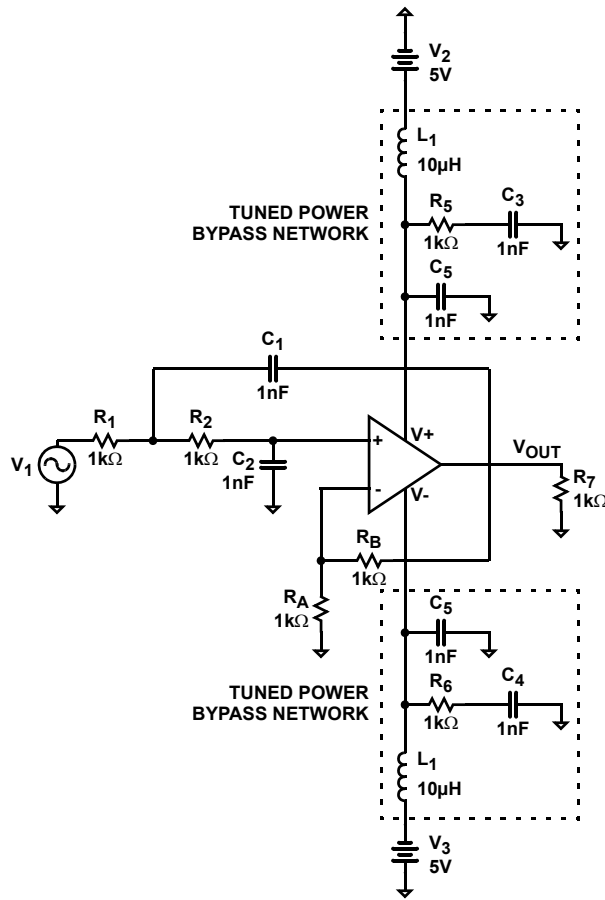 V2
5V
L1
10µH
TUNED POWER
BYPASS NETWORK
R5
1kΩ
C3
1nF
C5
1nF
C1
1nF
R1
1kΩ
R2
1kΩ
C2
1nF
V1
+
-
V+
V-
VOUT
R7
1kΩ
RB
1kΩ
RA
1kΩ
C5
1nF
TUNED POWER
BYPASS NETWORK
R6
1kΩ
C4
1nF
L1
10µH
V3
5V